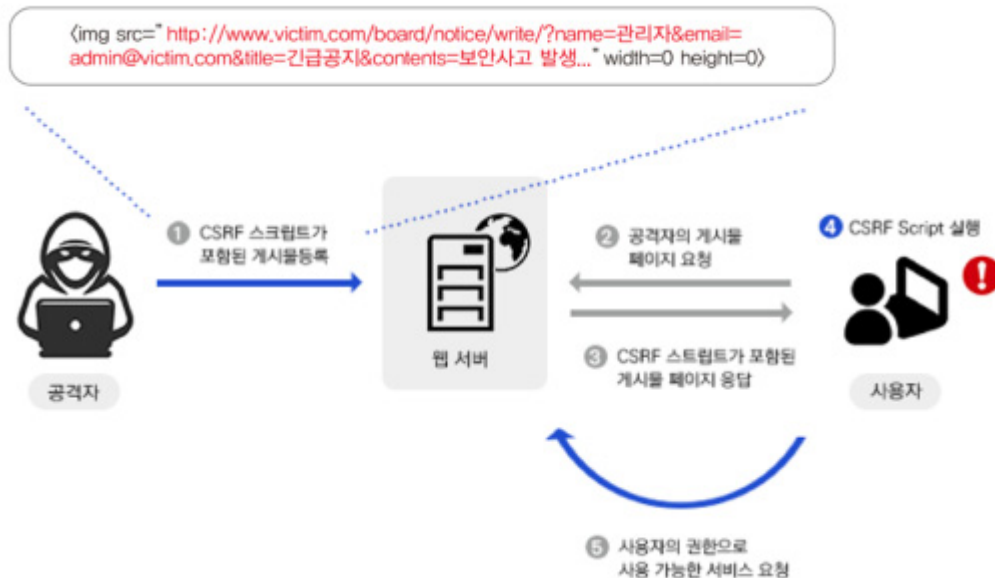 <img src=" http://www.victim.com/board/notice/write/?name=관리자&email=
admin@victim.com&title=긴급공지&contents=보안사고 발생..." width=0 height=0>
1 CSRF 스크립트가
포함된 게시물등록
2 공격자의 게시물
페이지 요청
4 CSRF Script 실행
웹 서버
3 CSRF 스트립트가 포함된
게시물 페이지 응답
공격자
사용자
5 사용자의 권한으로
사용 가능한 서비스 요청